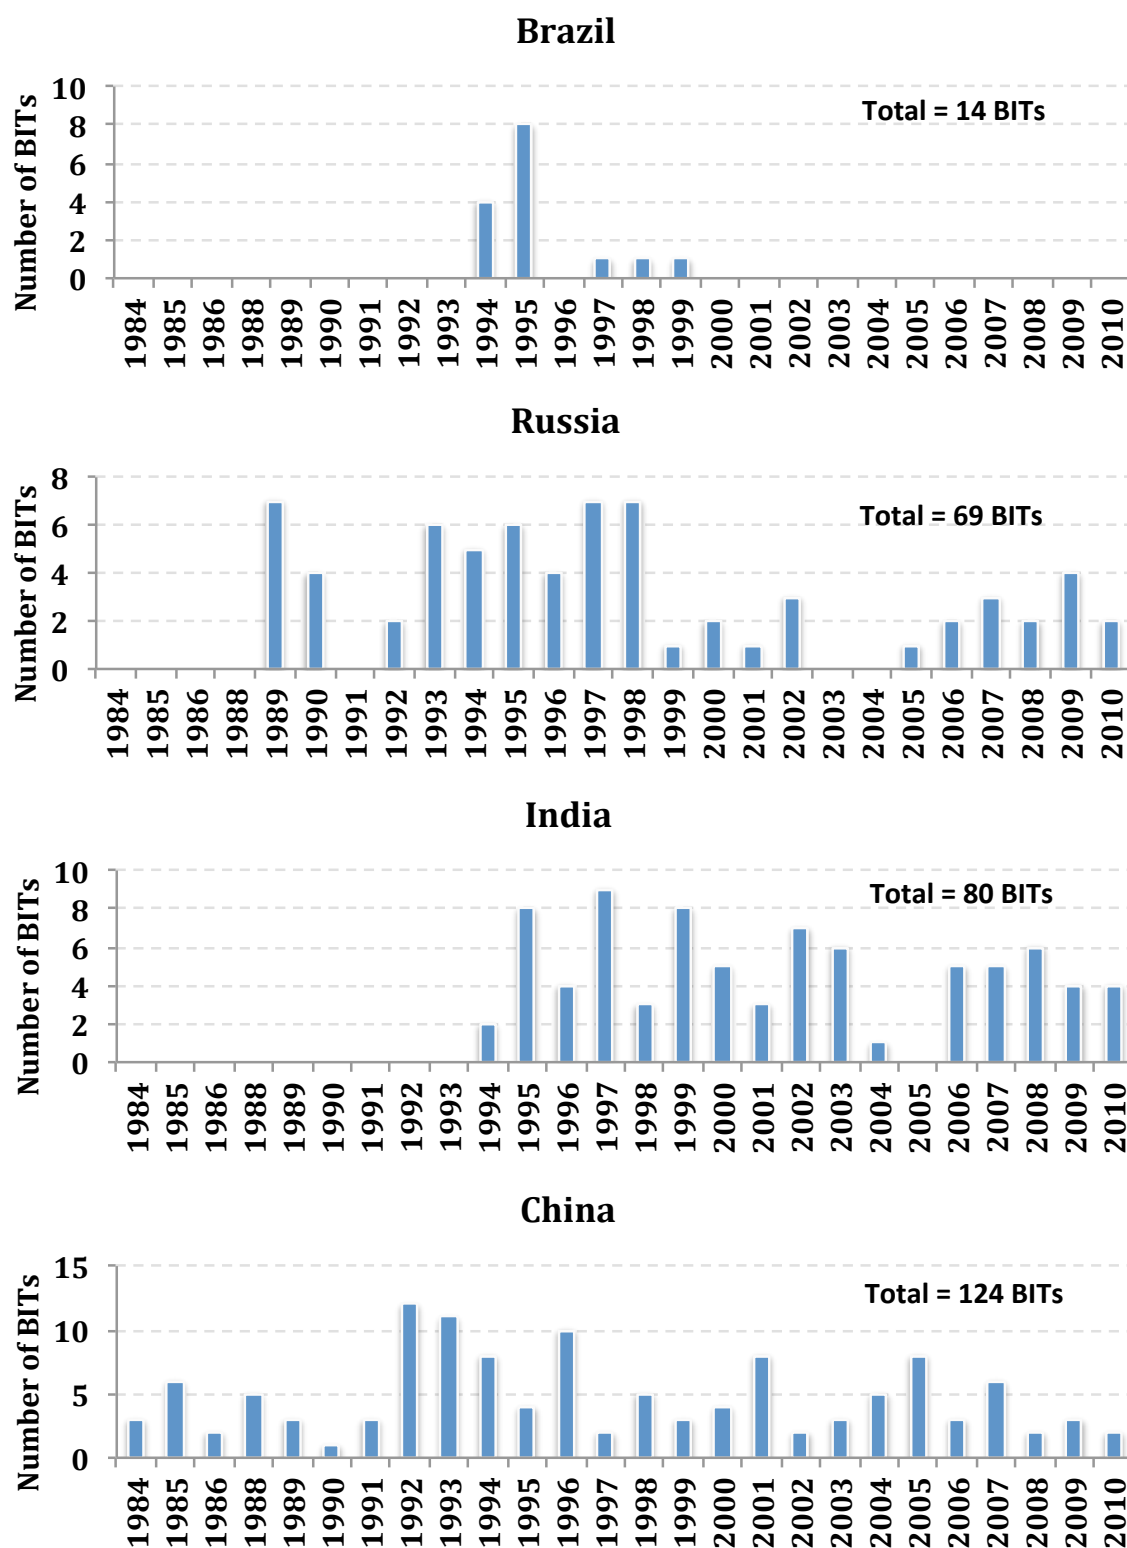 Brazil
Number of BITs
10
8
6
4
2
0
Total = 14 BITs
1984 1985 1986 1988 1989 1990 1991 1992 1993 1994 1995 1996 1997 1998 1999 2000 2001 2002 2003 2004 2005 2006 2007 2008 2009 2010
Russia
Number of BITs
8
6
4
2
0
Total = 69 BITs
1984 1985 1986 1988 1989 1990 1991 1992 1993 1994 1995 1996 1997 1998 1999 2000 2001 2002 2003 2004 2005 2006 2007 2008 2009 2010
India
Number of BITs
10
8
6
4
2
0
Total = 80 BITs
1984 1985 1986 1988 1989 1990 1991 1992 1993 1994 1995 1996 1997 1998 1999 2000 2001 2002 2003 2004 2005 2006 2007 2008 2009 2010
China
Number of BITs
15
10
5
0
Total = 124 BITs
1984 1985 1986 1988 1989 1990 1991 1992 1993 1994 1995 1996 1997 1998 1999 2000 2001 2002 2003 2004 2005 2006 2007 2008 2009 2010